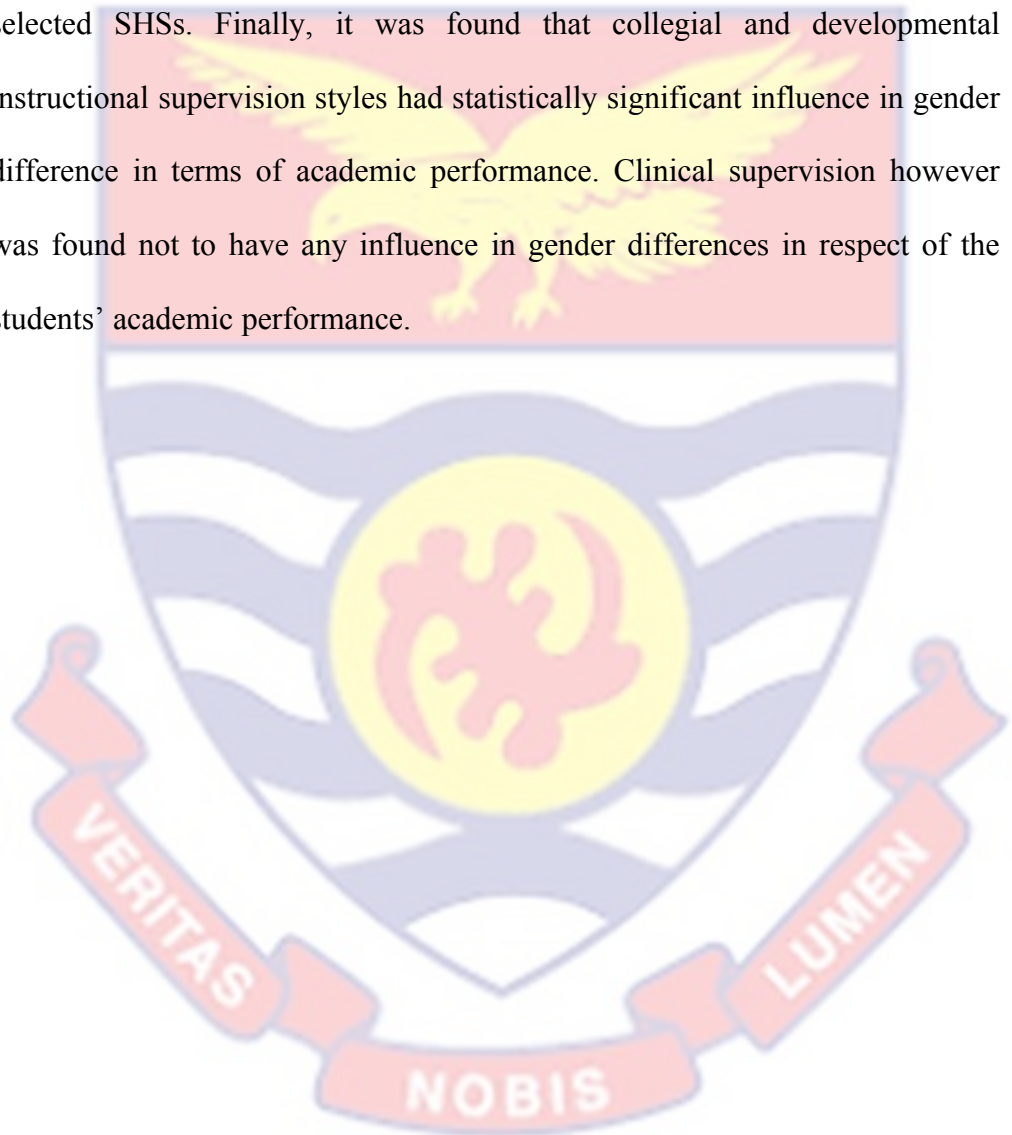 selected SHSs. Finally, it was found that collegial and developmental
instructional supervision styles had statistically significant influence in gender
difference in terms of academic performance. Clinical supervision however
was found not to have any influence in gender differences in respect of the
students’ academic performance.
VERITAS
NOBIS
LUMEN